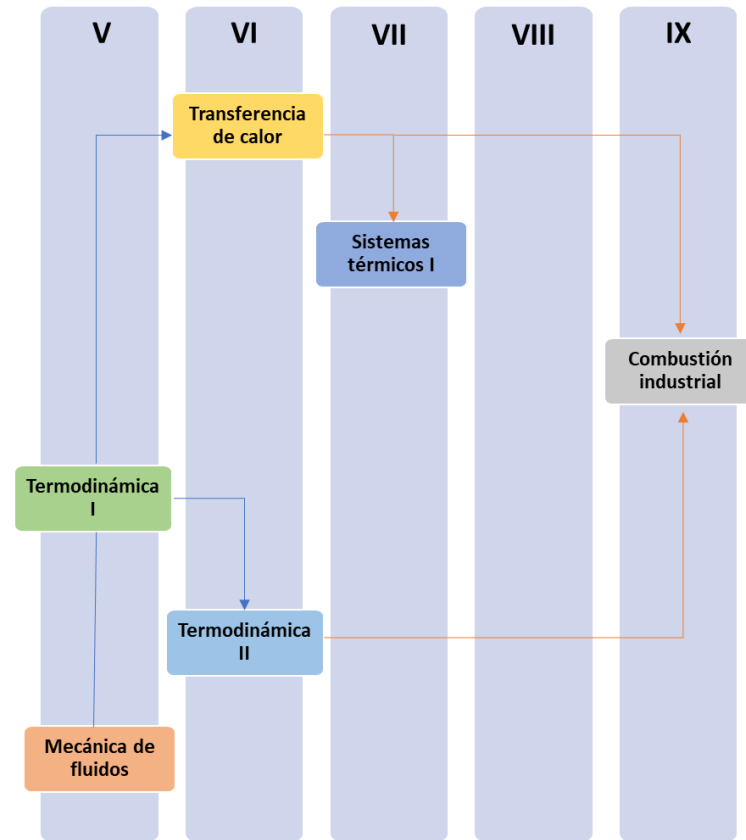 V
VI
VII
VIII
IX
Transferencia
de calor
Sistemas
térmicos I
Combustión
industrial
Termodinámica
I
Termodinámica
II
Mecánica de
fluidos